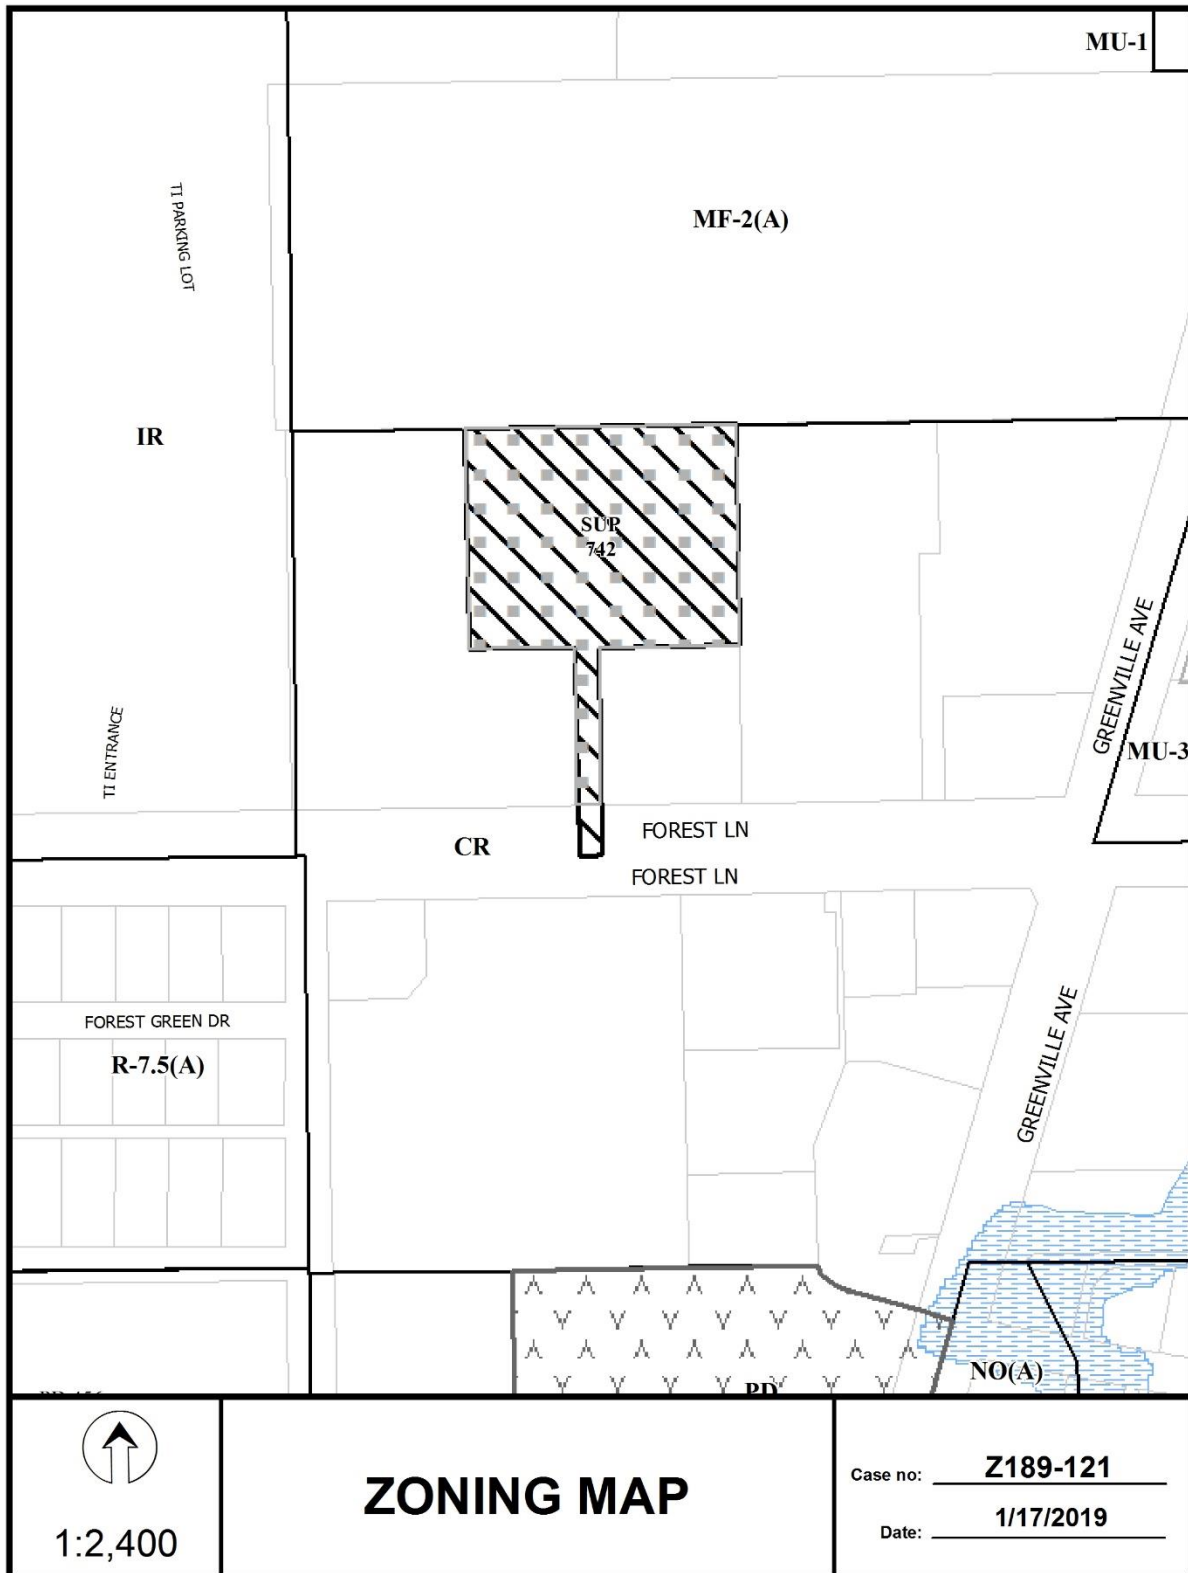 MU-1
TI PARKING LOT
MF-2(A)
IR
SUP
742
GREENVILLE AVE
MU-3
TI ENTRANCE
FOREST LN
CR
FOREST LN
FOREST GREEN DR
R-7.5(A)
GREENVILLE AVE
NO(A)
PD
1:2,400
ZONING MAP
Case no: Z189-121
Date: 1/17/2019